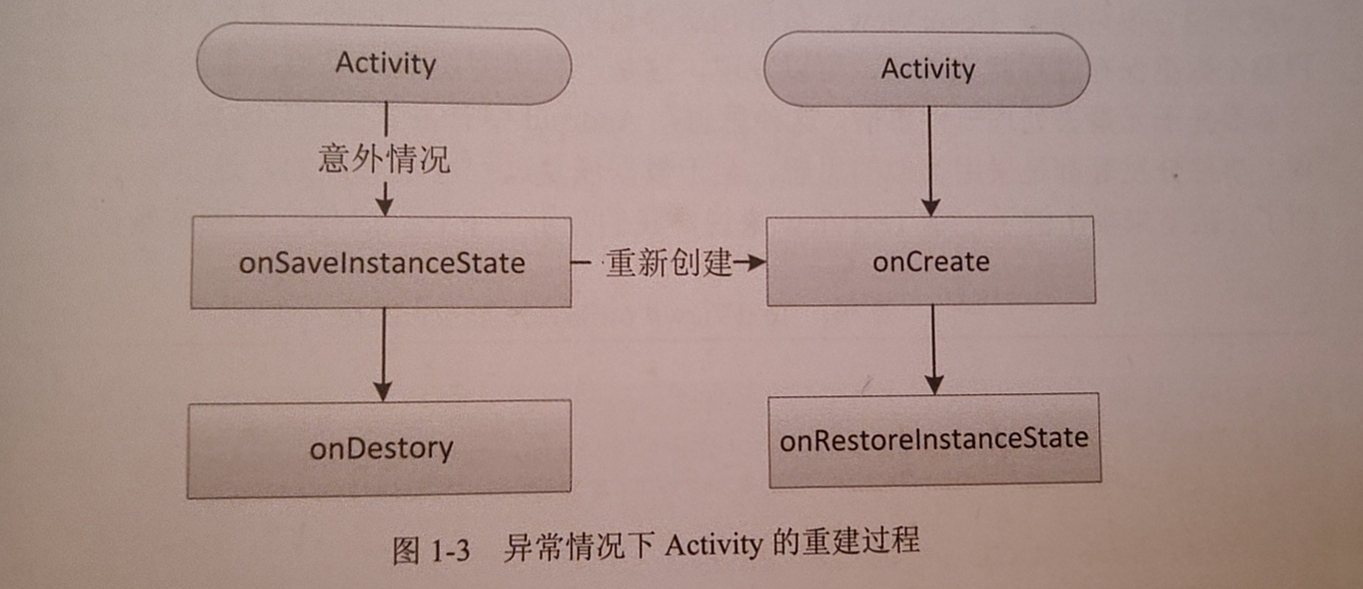 Activity
Activity
意外情况
onSaveInstanceState
重新创建
onCreate
onDestory
onRestoreInstanceState
图 1-3 异常情况下 Activity 的重建过程